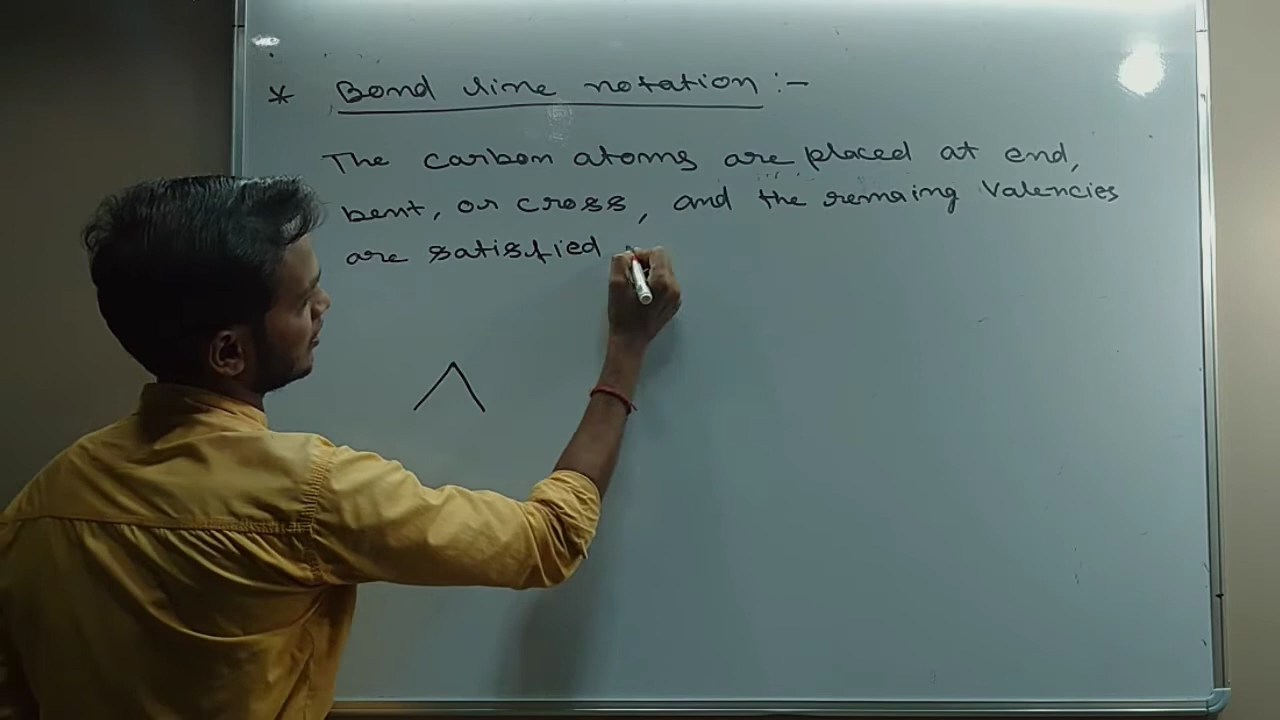 * Bond line notation :-
The carbon atoms are placed at end,
bent, or cross, and the remaing Valencies
are satisfied